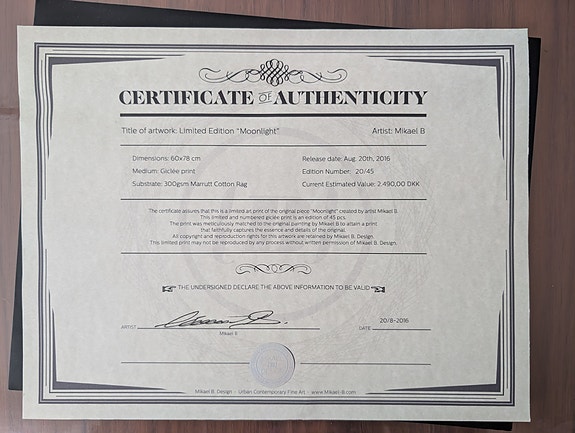 CERTIFICATE OF AUTHENTICITY
Title of artwork: Limited Edition "Moonlight" Artist: Mikael B
Dimensions: 60x78 cm Release date: Aug. 20th, 2016
Medium: Giclée print Edition Number: 20/45
Substrate: 300gsm Marrutt Cotton Rag Current Estimated Value: 2.490,00 DKK
The certificate assures that this is a limited an print of the original piece "Moonlight" created by artist Mikael B.
This limited and numbered giclée print is an edition of 45 pcs.
The print was meticulously matched to the original painting by Mikael B to attain a print
that faithfully captures the essence and details of the original.
All copyright and reproduction rights for this artwork are retained by Mikael B. Design.
This limited print may not be reproduced by any process without written permission of Mikael B. Design.
THE UNDERSIGNED DECLARE THE ABOVE INFORMATION TO BE VALID
ARTIST DATE 20/8-2016
Mikael B
Mikael B. Design · Urban Contemporary Fine Art · www.Mikael-B.com